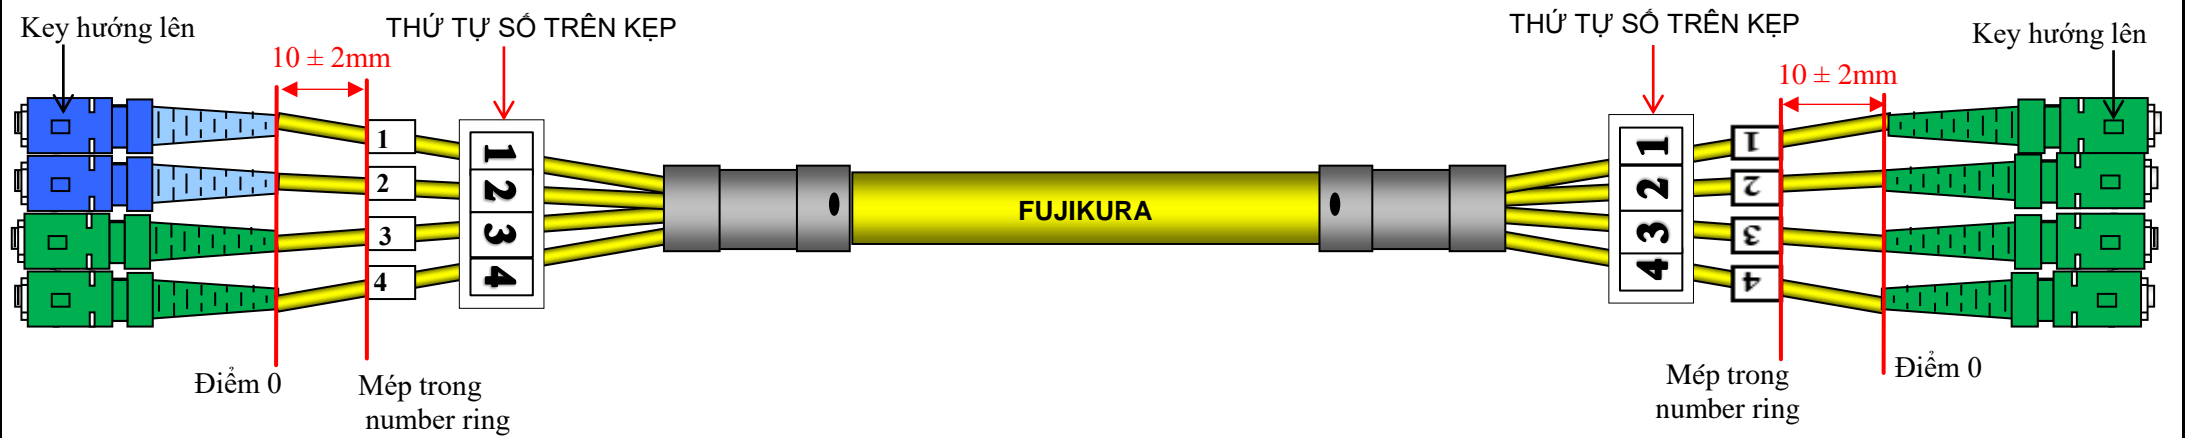 Key hướng lên
THỨ TỰ SỐ TRÊN KẸP
THỨ TỰ SỐ TRÊN KẸP
Key hướng lên
10 ± 2mm
10 ± 2mm
1
1
1
1
2
2
2
2
FUJIKURA
3
3
3
3
4
4
4
4
Điểm 0
Mép trong
number ring
Mép trong
number ring
Điểm 0